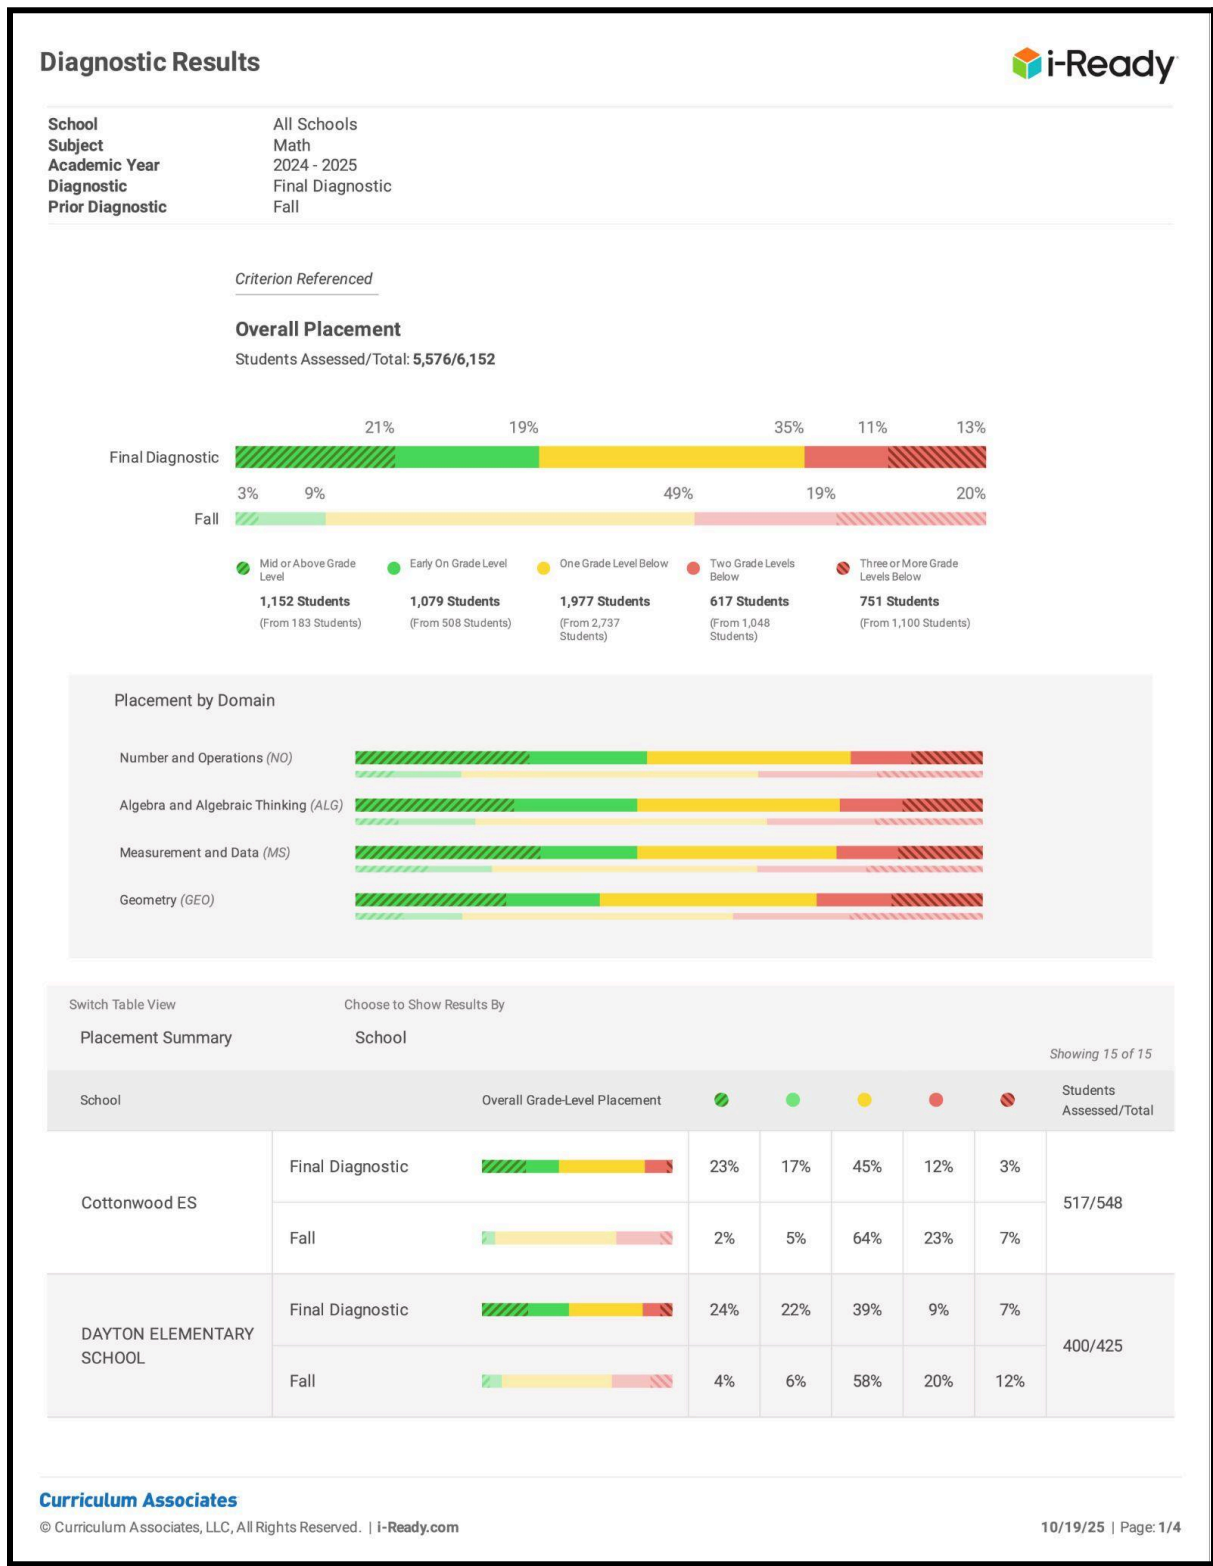 Diagnostic Results
i-Ready
School All Schools
Subject Math
Academic Year 2024 - 2025
Diagnostic Final Diagnostic
Prior Diagnostic Fall
Criterion Referenced
Overall Placement
Students Assessed/Total: 5,576/6,152
21% 19% 35% 11% 13%
Final Diagnostic
3% 9% 49% 19% 20%
Fall
Mid or Above Grade Level
1,152 Students
(From 183 Students)
Early On Grade Level
1,079 Students
(From 508 Students)
One Grade Level Below
1,977 Students
(From 2,737
Students)
Two Grade Levels
Below
617 Students
(From 1,048
Students)
Three or More Grade
Levels Below
751 Students
(From 1,100 Students)
Placement by Domain
Number and Operations (NO)
Algebra and Algebraic Thinking (ALG)
Measurement and Data (MS)
Geometry (GEO)
Switch Table View Choose to Show Results By
Placement Summary School
Showing 15 of 15
School Overall Grade-Level Placement Students
Assessed/Total
Cottonwood ES
Final Diagnostic 23% 17% 45% 12% 3%
517/548
Fall 2% 5% 64% 23% 7%
DAYTON ELEMENTARY
SCHOOL
Final Diagnostic 24% 22% 39% 9% 7%
400/425
Fall 4% 6% 58% 20% 12%
Curriculum Associates
© Curriculum Associates, LLC, All Rights Reserved. | i-Ready.com 10/19/25 | Page: 1/4